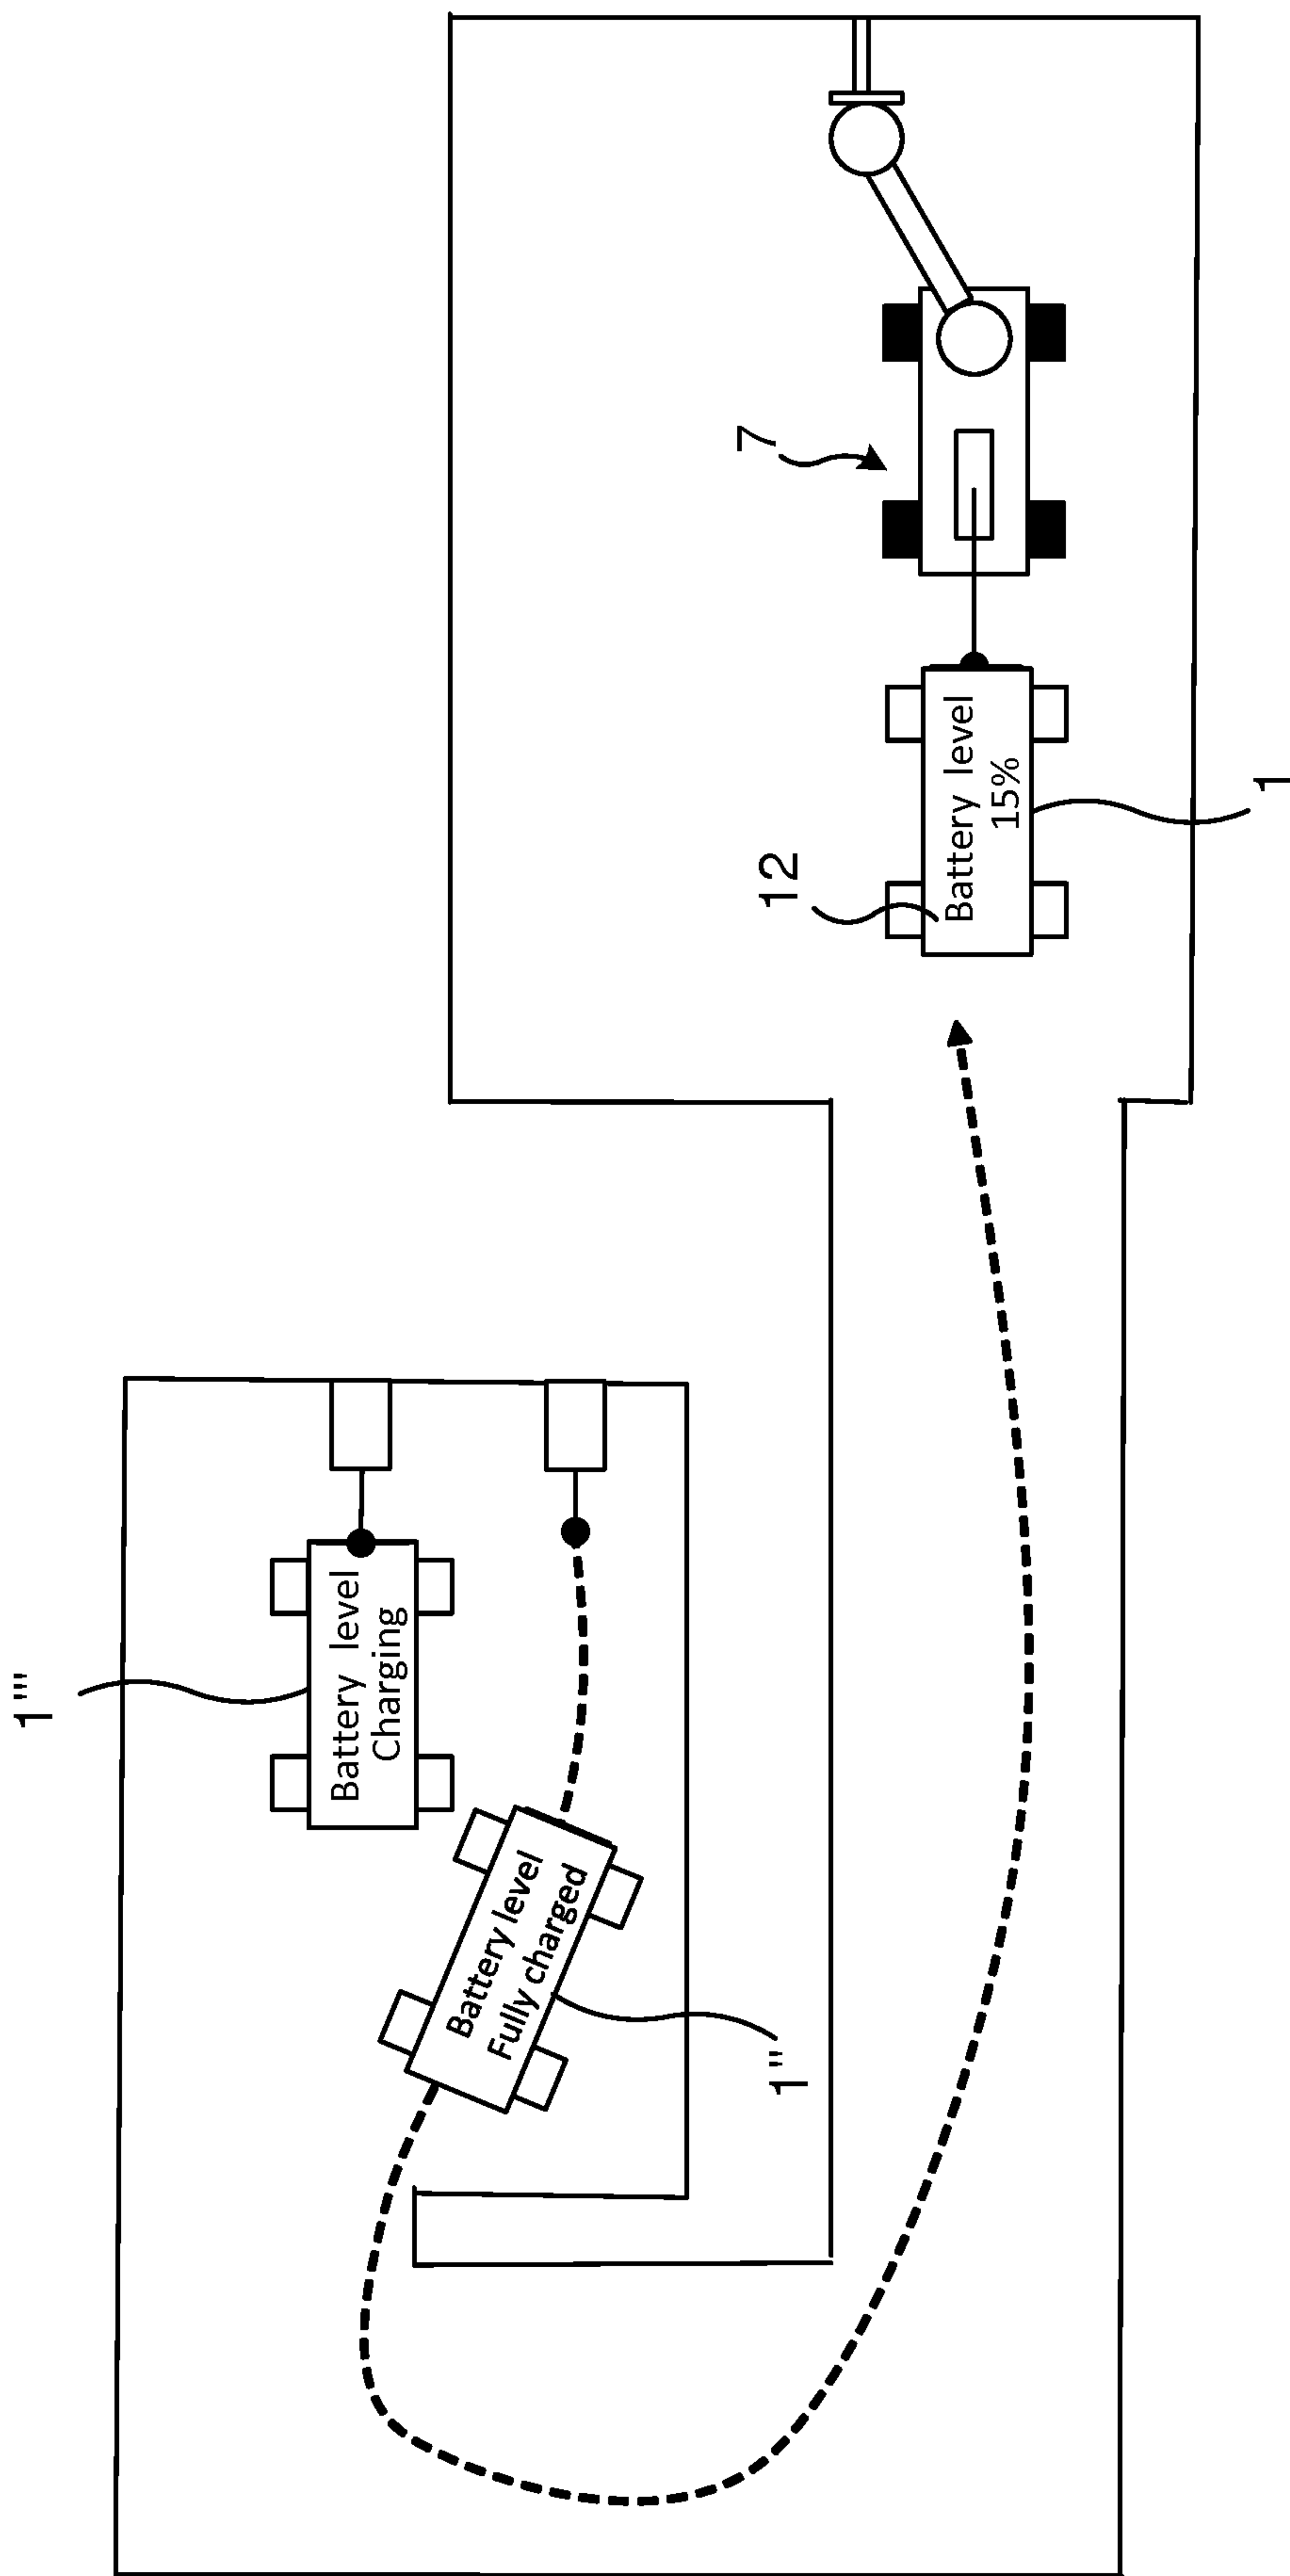 1'''
Battery level
Charging
Battery level
Fully charged
1''
7
12
Battery level
15%
1